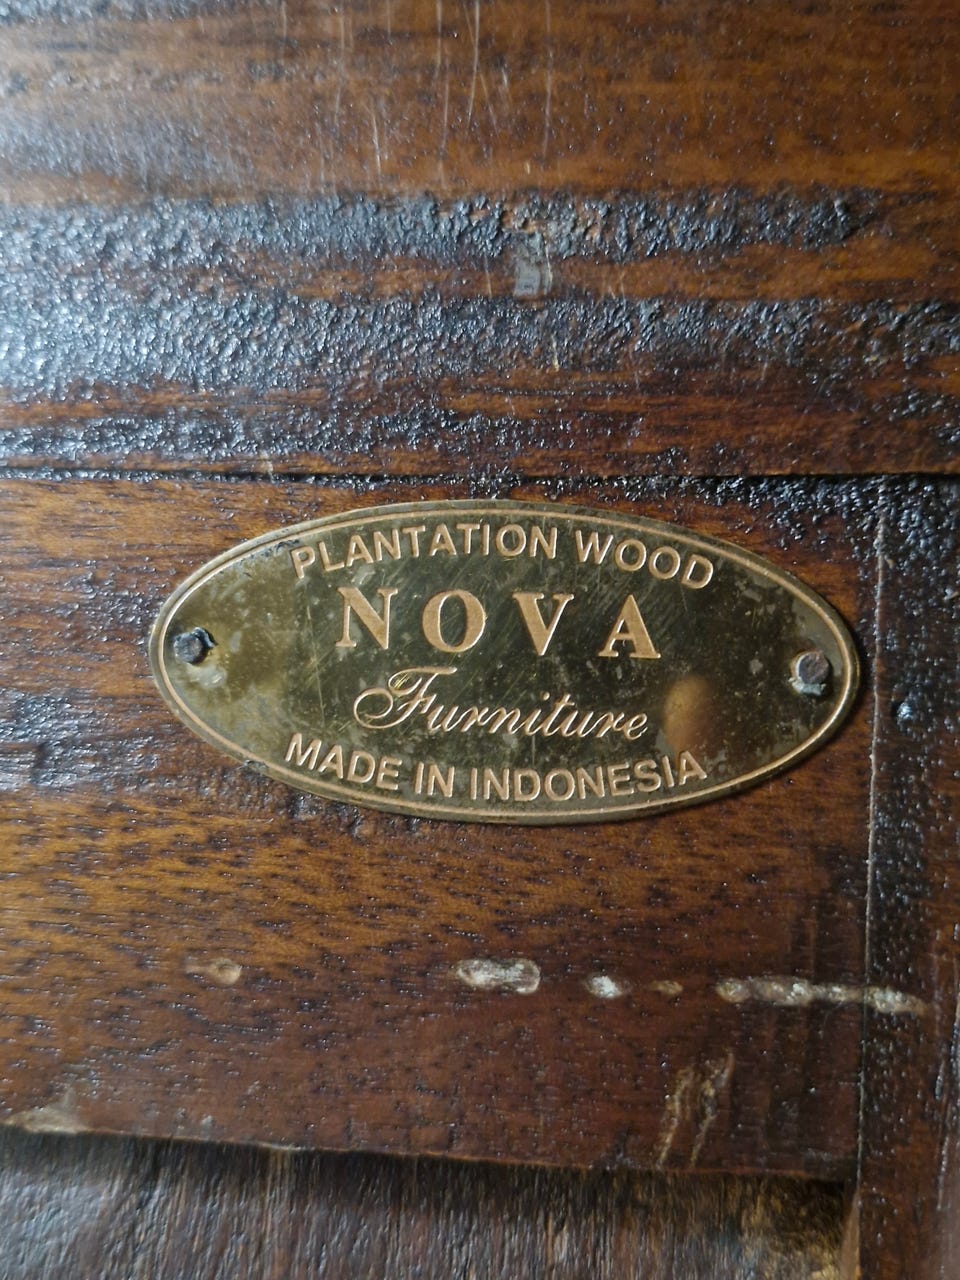 PLANTATION WOOD
NOVA
Furniture
MADE IN INDONESIA